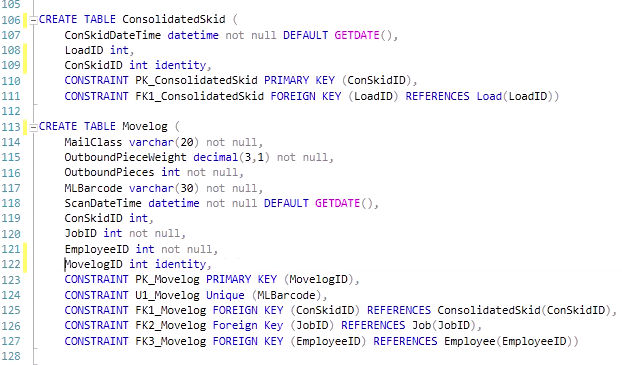 105
106 CREATE TABLE ConsolidatedSkid (
107 ConSkidDateTime datetime not null DEFAULT GETDATE(),
108 LoadID int,
109 ConSkidID int identity,
110 CONSTRAINT PK_ConsolidatedSkid PRIMARY KEY (ConSkidID),
111 CONSTRAINT FK1_ConsolidatedSkid FOREIGN KEY (LoadID) REFERENCES Load(LoadID))
112
113 CREATE TABLE Movelog (
114 MailClass varchar(20) not null,
115 OutboundPieceWeight decimal(3,1) not null,
116 OutboundPieces int not null,
117 MLBarcode varchar(30) not null,
118 ScanDateTime datetime not null DEFAULT GETDATE(),
119 ConSkidID int,
120 JobID int not null,
121 EmployeeID int not null,
122 MovelogID int identity,
123 CONSTRAINT PK_Movelog PRIMARY KEY (MovelogID),
124 CONSTRAINT U1_Movelog Unique (MLBarcode),
125 CONSTRAINT FK1_Movelog FOREIGN KEY (ConSkidID) REFERENCES ConsolidatedSkid(ConSkidID),
126 CONSTRAINT FK2_Movelog Foreign Key (JobID) REFERENCES Job(JobID),
127 CONSTRAINT FK3_Movelog FOREIGN KEY (EmployeeID) REFERENCES Employee(EmployeeID))
128